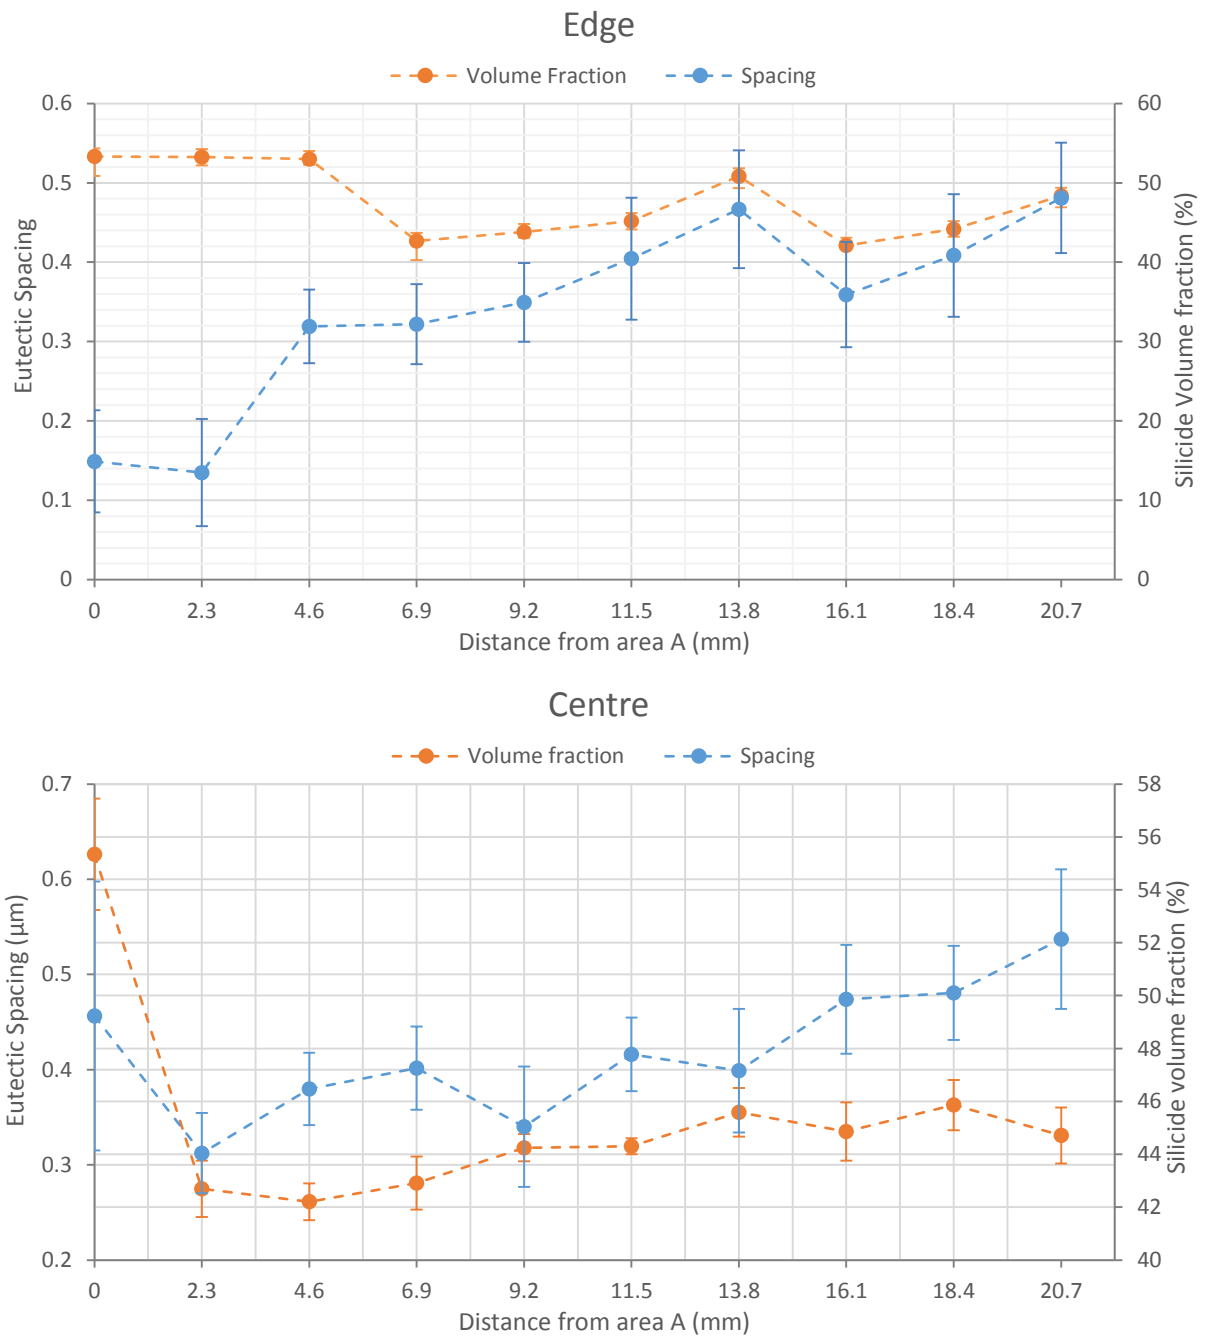 Edge
Volume Fraction Spacing
0.6 60
0.5 50
0.4 40
0.3 30
0.2 20
0.1 10
0 0
Eutectic Spacing
Silicide Volume fraction (%)
0 2.3 4.6 6.9 9.2 11.5 13.8 16.1 18.4 20.7
Distance from area A (mm)
Centre
Volume fraction Spacing
0.7
0.6
0.5
0.4
0.3
0.2
Eutectic Spacing (μm)
58
56
54
52
50
48
46
44
42
40
Silicide volume fraction (%)
0 2.3 4.6 6.9 9.2 11.5 13.8 16.1 18.4 20.7
Distance from area A (mm)